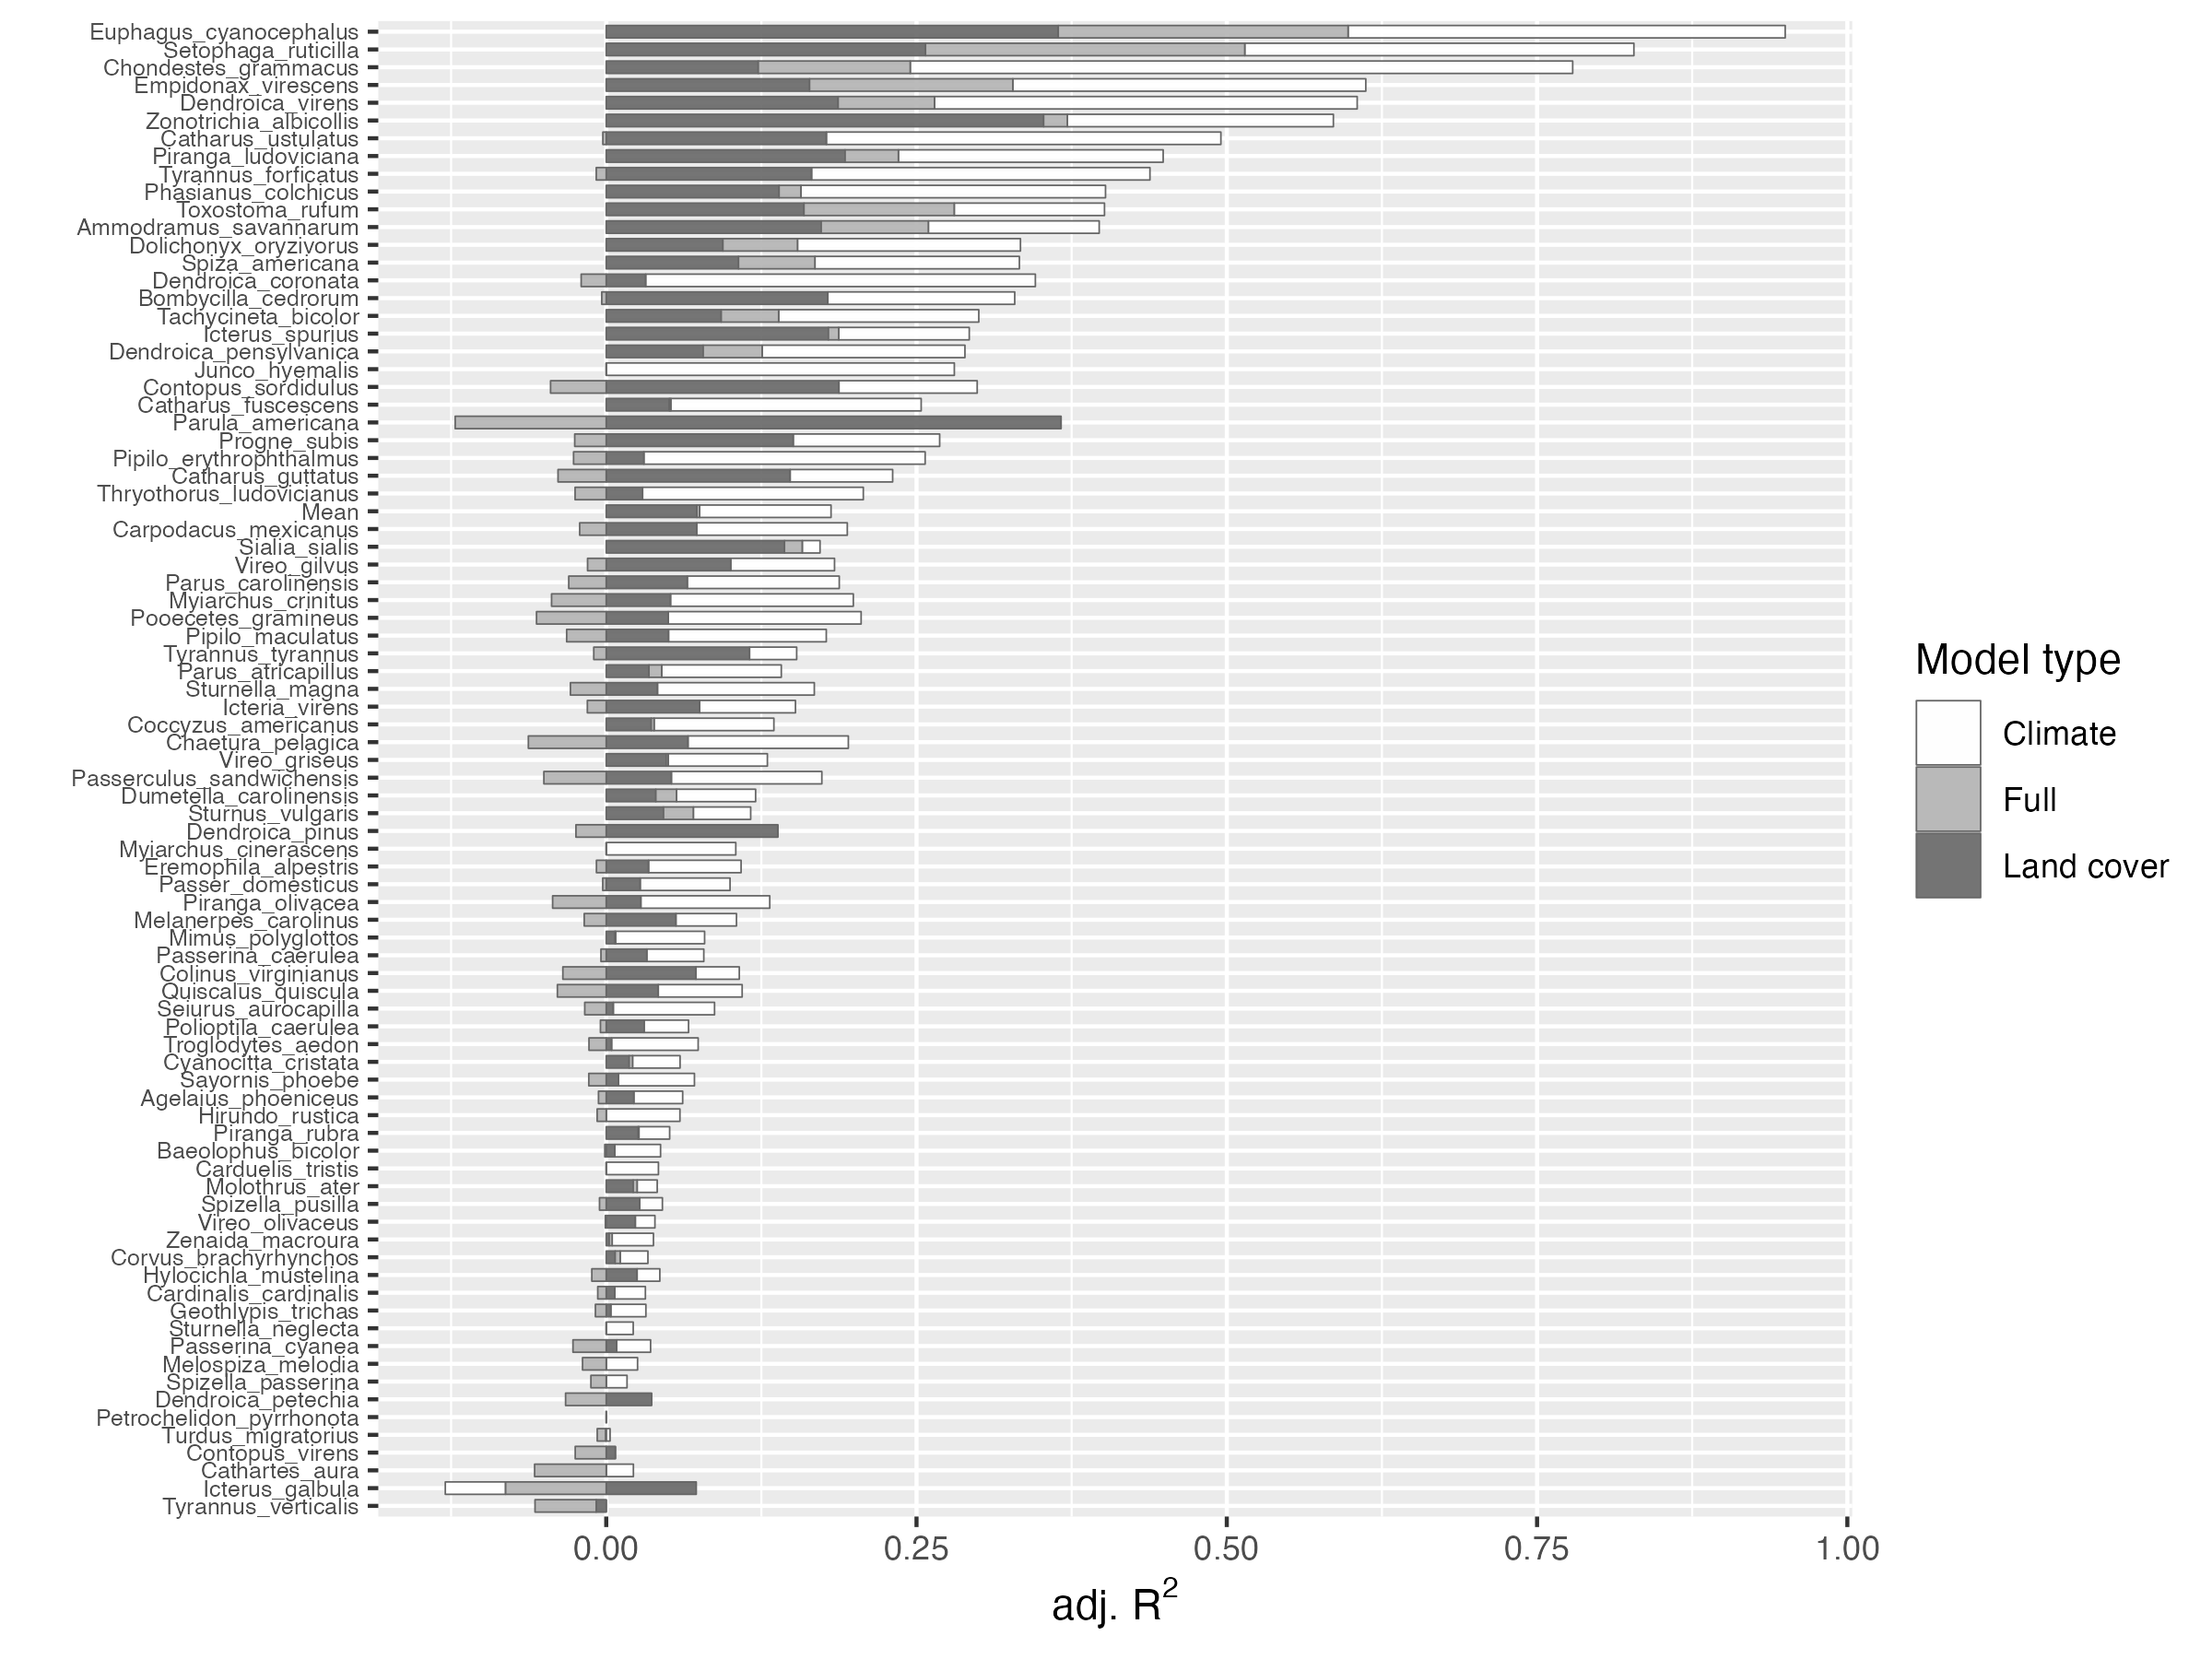 Euphagus_cyanocephalus
Setophaga_ruticilla
Chondestes_grammacus
Empidonax_virescens
Dendroica_virens
Zonotrichia_albicollis
Catharus_ustulatus
Piranga_ludoviciana
Tyrannus_forficatus
Phasianus_colchicus
Toxostoma_rufum
Ammodramus_savannarum
Dolichonyx_oryzivorus
Spiza_americana
Dendroica_coronata
Bombycilla_cedrorum
Tachycineta_bicolor
Icterus_spurius
Dendroica_pensylvanica
Junco_hyemalis
Contopus_sordidulus
Catharus_fuscescens
Parula_americana
Progne_subis
Pipilo_erythrophthalmus
Catharus_guttatus
Thryothorus_ludovicianus
Mean
Carpodacus_mexicanus
Sialia_sialis
Vireo_gilvus
Parus_carolinensis
Myiarchus_crinitus
Pooecetes_gramineus
Pipilo_maculatus
Tyrannus_tyrannus
Parus_atricapillus
Sturnella_magna
Icteria_virens
Coccyzus_americanus
Chaetura_pelagica
Vireo_griseus
Passerculus_sandwichensis
Dumetella_carolinensis
Sturnus_vulgaris
Dendroica_pinus
Myiarchus_cinerascens
Eremophila_alpestris
Passer_domesticus
Piranga_olivacea
Melanerpes_carolinus
Mimus_polyglottos
Passerina_caerulea
Colinus_virginianus
Quiscalus_quiscula
Seiurus_aurocapilla
Polioptila_caerulea
Troglodytes_aedon
Cyanocitta_cristata
Sayornis_phoebe
Agelaius_phoeniceus
Hirundo_rustica
Piranga_rubra
Baeolophus_bicolor
Carduelis_tristis
Molothrus_ater
Spizella_pusilla
Vireo_olivaceus
Zenaida_macroura
Corvus_brachyrhynchos
Hylocichla_mustelina
Cardinalis_cardinalis
Geothlypis_trichas
Sturnella_neglecta
Passerina_cyanea
Melospiza_melodia
Spizella_passerina
Dendroica_petechia
Petrochelidon_pyrrhonota
Turdus_migratorius
Contopus_virens
Cathartes_aura
Icterus_galbula
Tyrannus_verticalis
0.00 0.25 0.50 0.75 1.00
adj. R²
Model type
Climate
Full
Land cover